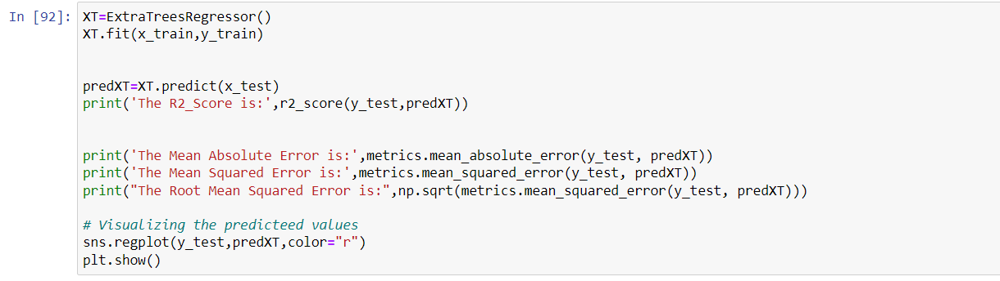 In [92]: XT=ExtraTreesRegressor()
XT.fit(x_train,y_train)
predXT=XT.predict(x_test)
print('The R2_Score is:',r2_score(y_test,predXT))
print('The Mean Absolute Error is:',metrics.mean_absolute_error(y_test, predXT))
print('The Mean Squared Error is:',metrics.mean_squared_error(y_test, predXT))
print("The Root Mean Squared Error is:",np.sqrt(metrics.mean_squared_error(y_test, predXT)))
# Visualizing the predicteed values
sns.regplot(y_test,predXT,color="r")
plt.show()